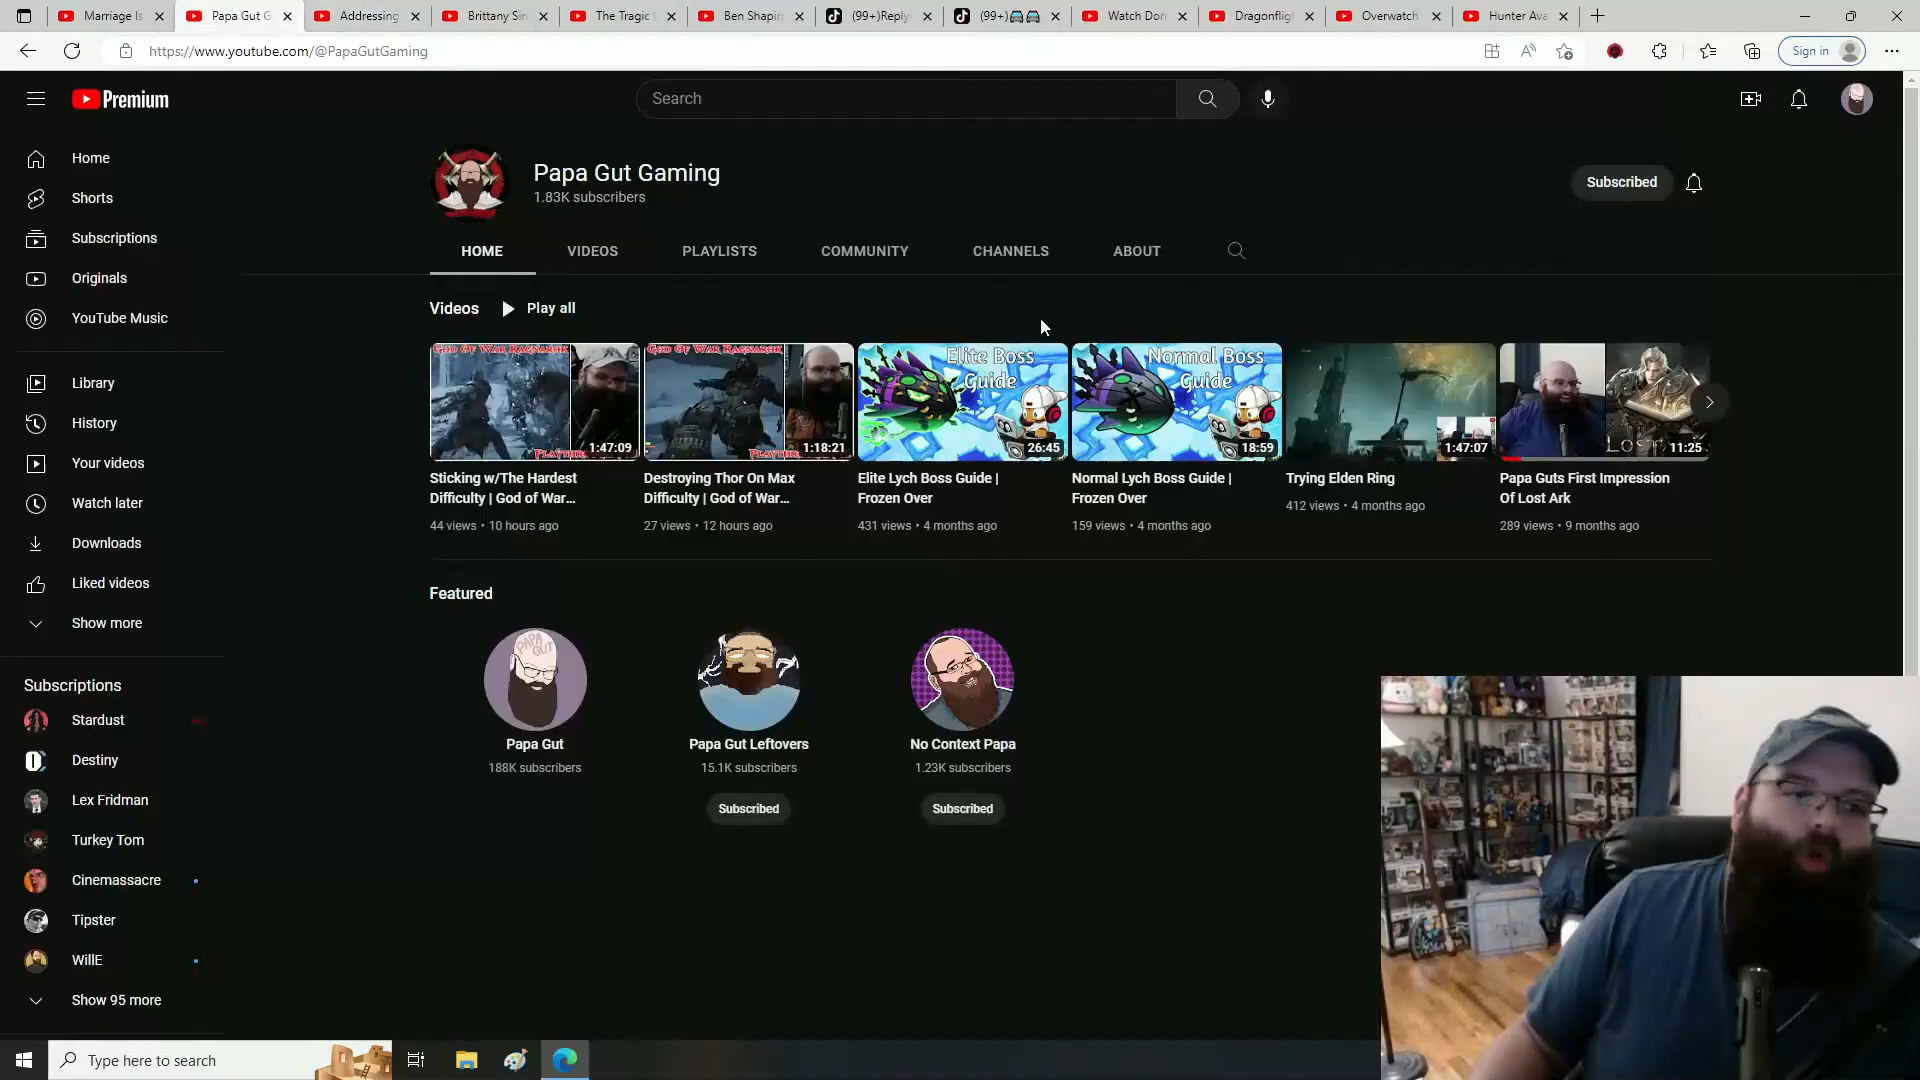 Marriage Is
Papa Gut G
Addressing
Brittany Sin
The Tragic
Ben Shapir
(99+)Reply
(99+)
Watch Don
Dragonflig
Overwatch
Hunter Ava
https://www.youtube.com/@PapaGutGaming
Sign in
Premium
Search
Home
Shorts
Subscriptions
Originals
YouTube Music
Library
History
Your videos
Watch later
Downloads
Liked videos
Show more
Subscriptions
Stardust
Destiny
Lex Fridman
Turkey Tom
Cinemassacre
Tipster
WillE
Show 95 more
Papa Gut Gaming
1.83K subscribers
Subscribed
HOME
VIDEOS
PLAYLISTS
COMMUNITY
CHANNELS
ABOUT
Videos
Play all
GOD OF WAR RAGNAROK
1:47:09
Sticking w/The Hardest
Difficulty | God of War...
44 views • 10 hours ago
GOD OF WAR RAGNAROK
1:18:21
Destroying Thor On Max
Difficulty | God of War...
27 views • 12 hours ago
Elite Boss
Guide
26:45
Elite Lych Boss Guide |
Frozen Over
431 views • 4 months ago
Normal Boss
Guide
18:59
Normal Lych Boss Guide |
Frozen Over
159 views • 4 months ago
1:47:07
Trying Elden Ring
412 views • 4 months ago
LOST
11:25
Papa Guts First Impression
Of Lost Ark
289 views • 9 months ago
Featured
PAPA
GUT
Papa Gut
188K subscribers
Papa Gut Leftovers
15.1K subscribers
Subscribed
No Context Papa
1.23K subscribers
Subscribed
Type here to search